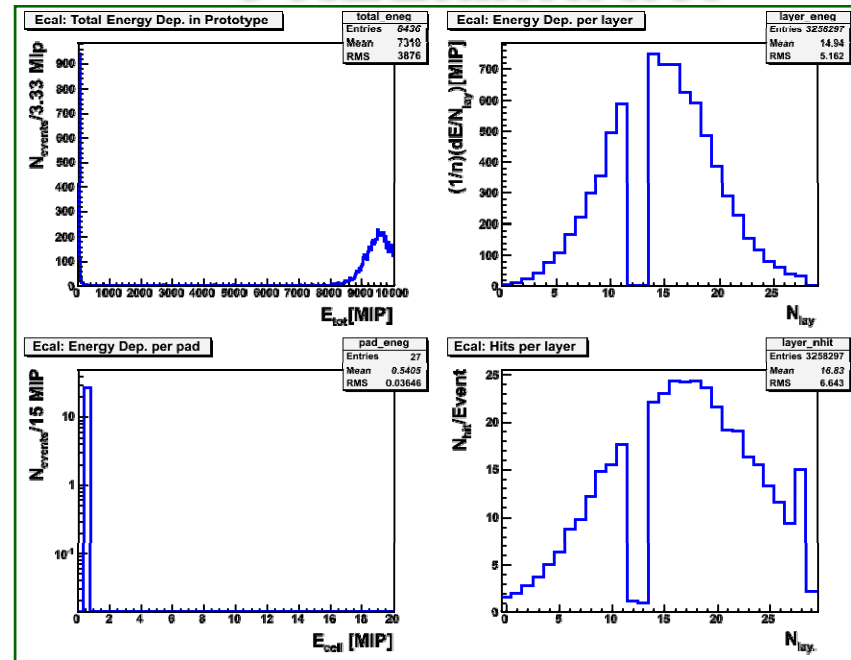 Ecal: Total Energy Dep. in Prototype
total_eneg
Entries 8436
Mean 7310
RMS 3876
N_events/3.33 Mip
900
800
700
600
500
400
300
200
100
0
0 1000 2000 3000 4000 5000 6000 7000 8000 9000 10000
E_tot[MIP]
Ecal: Energy Dep. per layer
layer_eneg
Entries 3258297
Mean 14.94
RMS 5.162
(1/n)(dE/N_lay)[MIP]
700
600
500
400
300
200
100
0
0 5 10 15 20 25
N_lay
Ecal: Energy Dep. per pad
pad_eneg
Entries 27
Mean 0.5405
RMS 0.03646
N_events/15 MIP
10
1
10^-1
0 2 4 6 8 10 12 14 16 18 20
E_cell [MIP]
Ecal: Hits per layer
layer_nhit
Entries 3258297
Mean 16.83
RMS 6.643
N_hit/Event
25
20
15
10
5
0
0 5 10 15 20 25
N_lay.